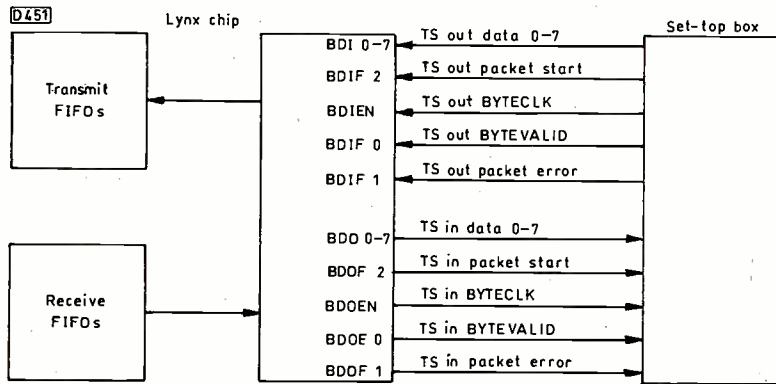 D451
Lynx chip
Set-top box
Transmit
FIFOs
BDI 0-7
TS out data 0-7
BDIF 2
TS out packet start
BDIEN
TS out BYTECLK
BDIF 0
TS out BYTEVALID
BDIF 1
TS out packet error
Receive
FIFOs
BDO 0-7
TS in data 0-7
BDOF 2
TS in packet start
BDOEN
TS in BYTECLK
BDOE 0
TS in BYTEVALID
BDOF 1
TS in packet error